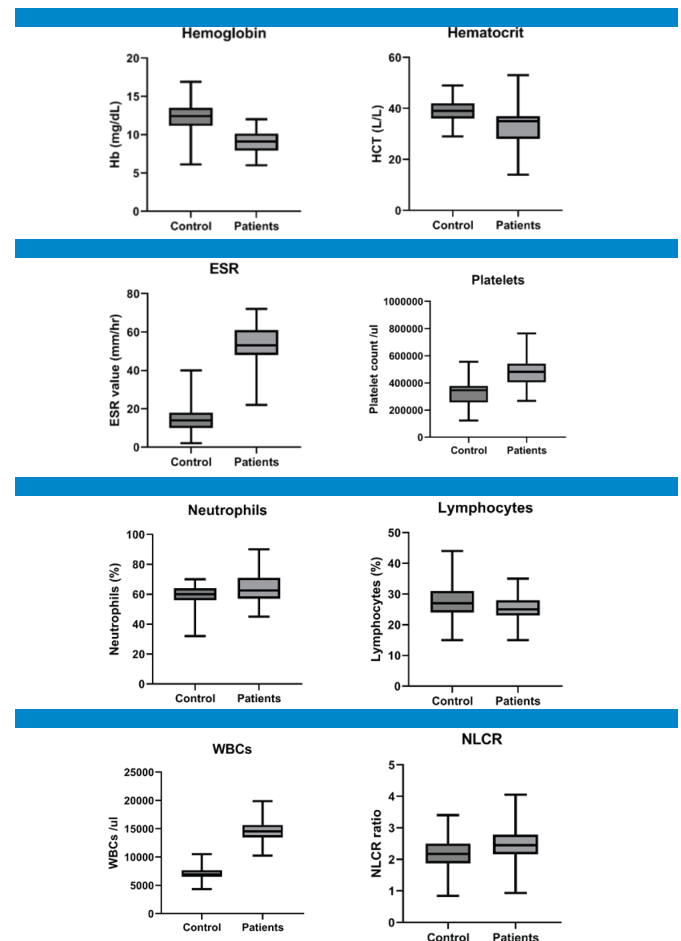 Hemoglobin
Hb (mg/dL)
20
15
10
5
0
Control Patients
Hematocrit
HCT (L/L)
60
40
20
0
Control Patients
ESR
ESR value (mm/hr)
80
60
40
20
0
Control Patients
Platelets
Platelet count /ul
1000000
800000
600000
400000
200000
0
Control Patients
Neutrophils
Neutrophils (%)
100
80
60
40
20
0
Control Patients
Lymphocytes
Lymphocytes (%)
50
40
30
20
10
0
Control Patients
WBCs
WBCs /ul
25000
20000
15000
10000
5000
0
Control Patients
NLCR
NLCR ratio
5
4
3
2
1
0
Control Patients